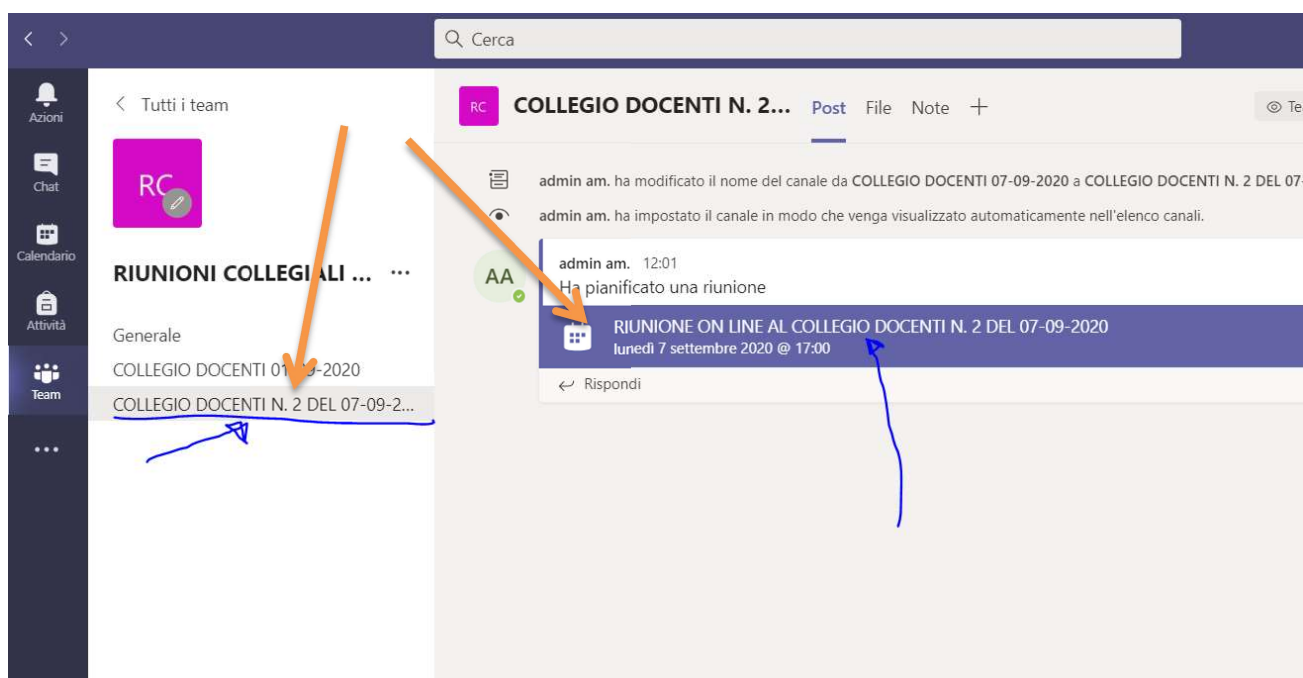 Cerca
Azioni
Chat
Calendario
Attività
Team
Tutti i team
RC
RIUNIONI COLLEGIALI ...
Generale
COLLEGIO DOCENTI 01-09-2020
COLLEGIO DOCENTI N. 2 DEL 07-09-2...
RC COLLEGIO DOCENTI N. 2... Post File Note + Te
admin am. ha modificato il nome del canale da COLLEGIO DOCENTI 07-09-2020 a COLLEGIO DOCENTI N. 2 DEL 07-
admin am. ha impostato il canale in modo che venga visualizzato automaticamente nell'elenco canali.
AA
admin am. 12:01
Ha pianificato una riunione
RIUNIONE ON LINE AL COLLEGIO DOCENTI N. 2 DEL 07-09-2020
lunedì 7 settembre 2020 @ 17:00
Rispondi